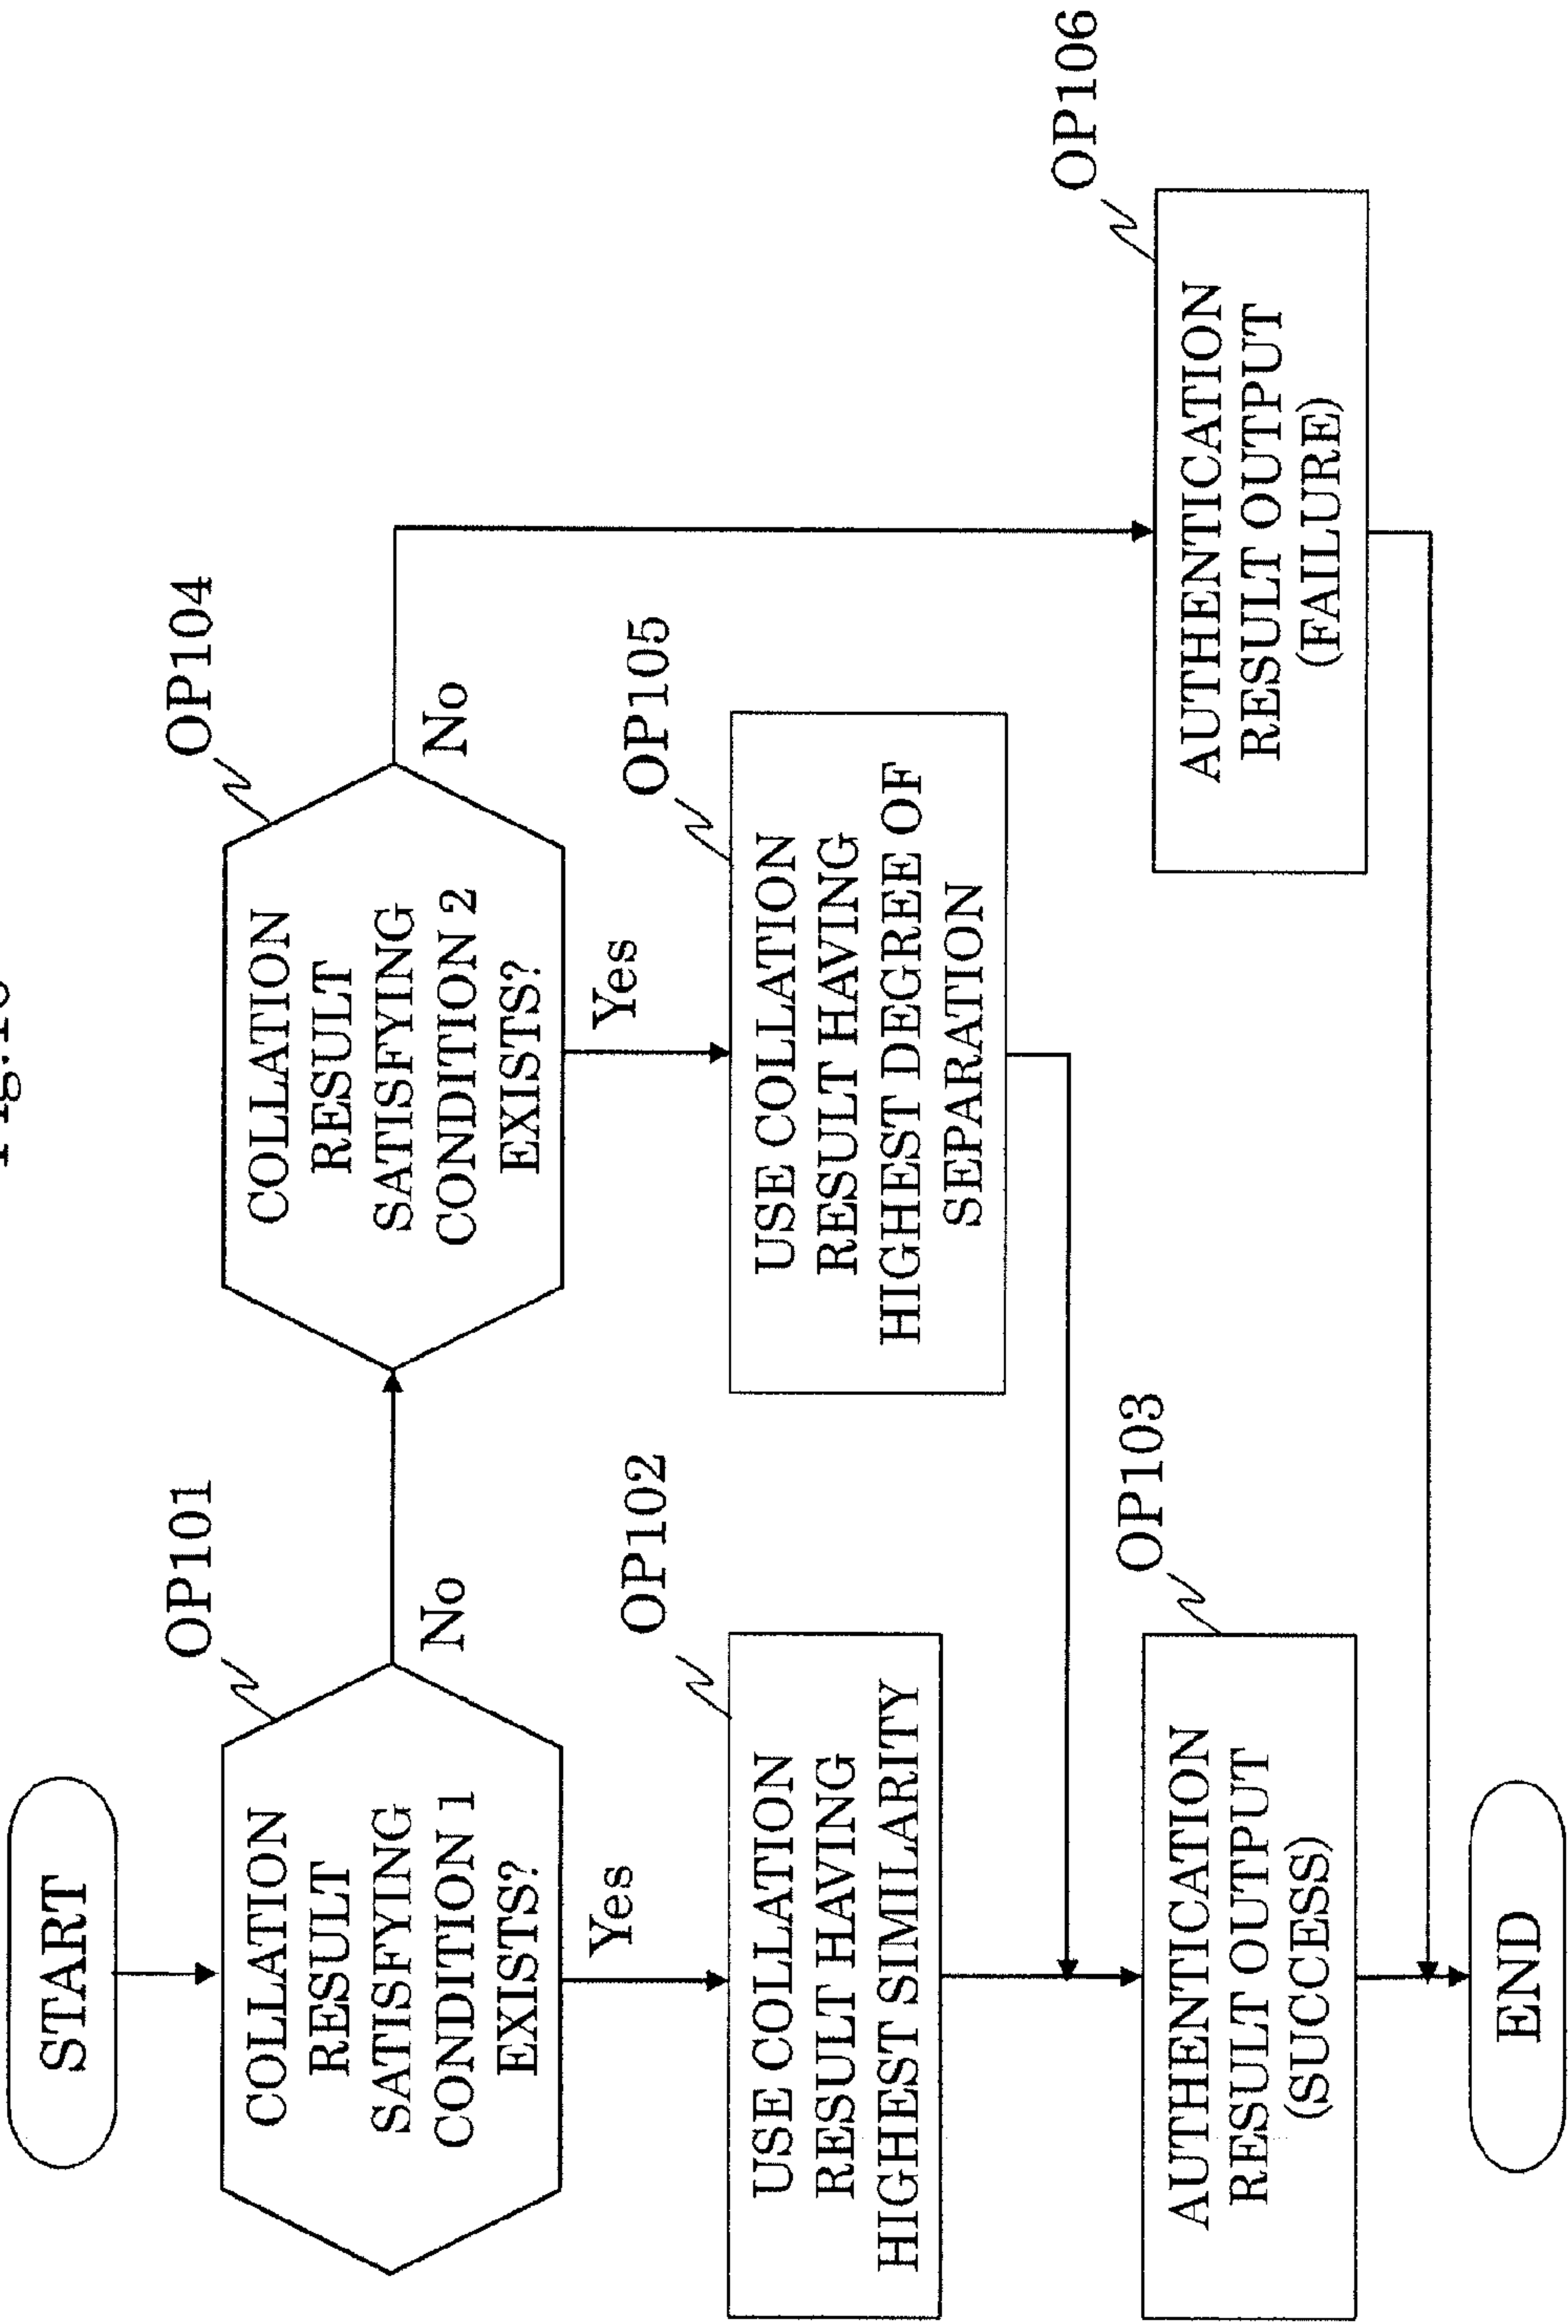 START
OP101
COLLATION
RESULT
SATISFYING
CONDITION 1
EXISTS?
No
Yes
OP102
USE COLLATION
RESULT HAVING
HIGHEST SIMILARITY
OP103
AUTHENTICATION
RESULT OUTPUT
(SUCCESS)
END
OP104
COLLATION
RESULT
SATISFYING
CONDITION 2
EXISTS?
No
Yes
OP105
USE COLLATION
RESULT HAVING
HIGHEST DEGREE OF
SEPARATION
OP106
AUTHENTICATION
RESULT OUTPUT
(FAILURE)